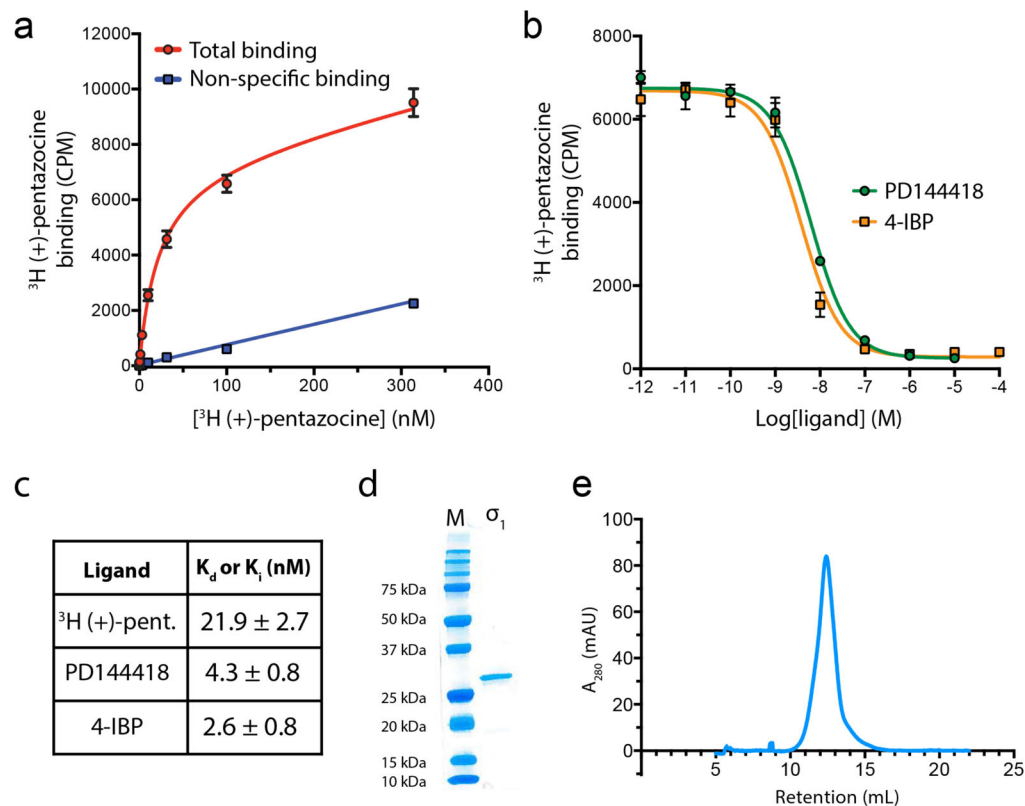 a
12000
10000
8000
6000
4000
2000
0
0
100
200
300
400
³H (+)-pentazocine
binding (CPM)
[³H (+)-pentazocine] (nM)
Total binding
Non-specific binding
b
8000
6000
4000
2000
0
-12
-11
-10
-9
-8
-7
-6
-5
-4
³H (+)-pentazocine
binding (CPM)
Log[ligand] (M)
PD144418
4-IBP
c
Ligand K_d or K_i (nM)
³H (+)-pent. 21.9 ± 2.7
PD144418 4.3 ± 0.8
4-IBP 2.6 ± 0.8
d
M σ₁
75 kDa
50 kDa
37 kDa
25 kDa
20 kDa
15 kDa
10 kDa
e
100
80
60
40
20
0
5
10
15
20
25
A₂₈₀ (mAU)
Retention (mL)